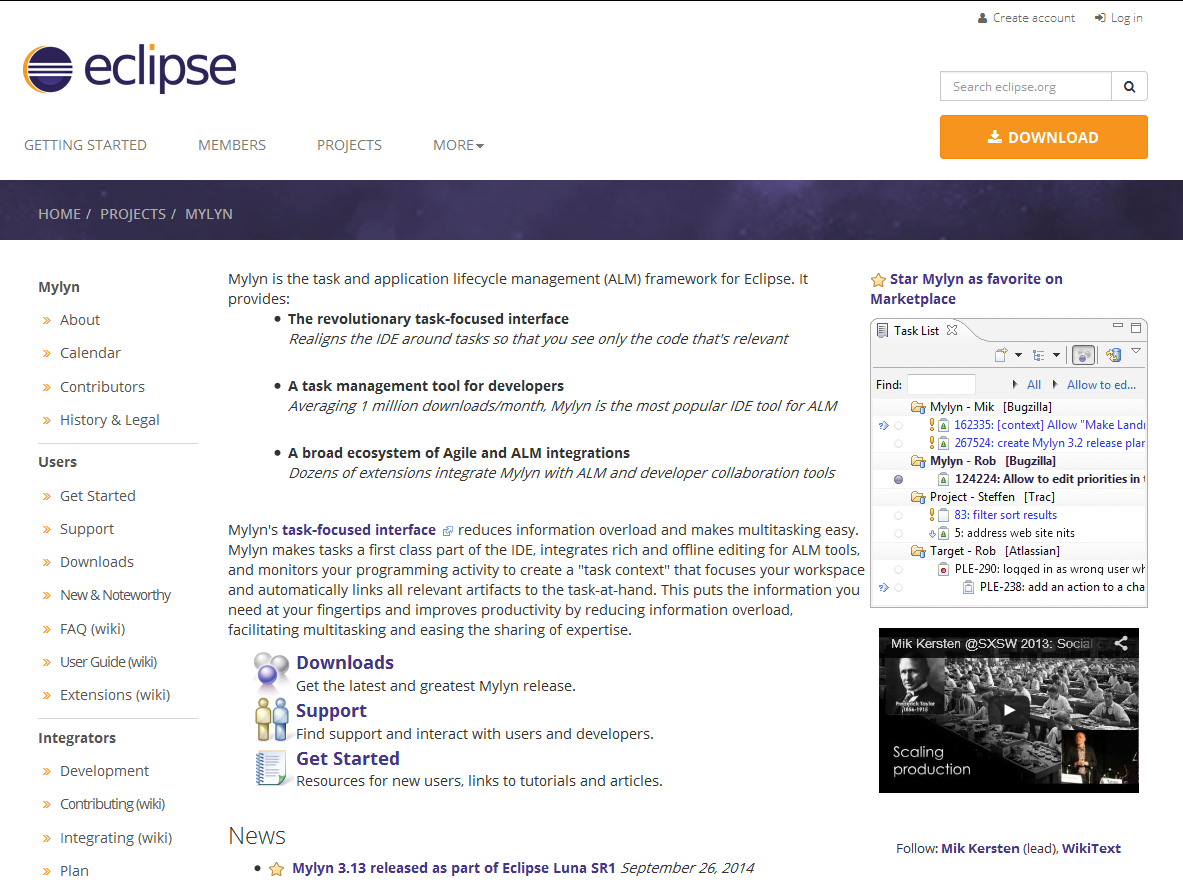 Create account
Log in
eclipse
Search eclipse.org
DOWNLOAD
GETTING STARTED
MEMBERS
PROJECTS
MORE
HOME / PROJECTS / MYLYN
Mylyn
About
Calendar
Contributors
History & Legal
Users
Get Started
Support
Downloads
New & Noteworthy
FAQ (wiki)
User Guide (wiki)
Extensions (wiki)
Integrators
Development
Contributing (wiki)
Integrating (wiki)
Plan
Mylyn is the task and application lifecycle management (ALM) framework for Eclipse. It
provides:
The revolutionary task-focused interface
Realigns the IDE around tasks so that you see only the code that's relevant
A task management tool for developers
Averaging 1 million downloads/month, Mylyn is the most popular IDE tool for ALM
A broad ecosystem of Agile and ALM integrations
Dozens of extensions integrate Mylyn with ALM and developer collaboration tools
Mylyn's task-focused interface reduces information overload and makes multitasking easy.
Mylyn makes tasks a first class part of the IDE, integrates rich and offline editing for ALM tools,
and monitors your programming activity to create a "task context" that focuses your workspace
and automatically links all relevant artifacts to the task-at-hand. This puts the information you
need at your fingertips and improves productivity by reducing information overload,
facilitating multitasking and easing the sharing of expertise.
Downloads
Get the latest and greatest Mylyn release.
Support
Find support and interact with users and developers.
Get Started
Resources for new users, links to tutorials and articles.
News
Mylyn 3.13 released as part of Eclipse Luna SR1 September 26, 2014
Star Mylyn as favorite on
Marketplace
Task List
Find:
All
Allow to ed...
Mylyn - Mik [Bugzilla]
162335: [context] Allow "Make Land
267524: create Mylyn 3.2 release plan
Mylyn - Rob [Bugzilla]
124224: Allow to edit priorities in
Project - Steffen [Trac]
83: filter sort results
5: address web site nits
Target - Rob [Atlassian]
PLE-290: logged in as wrong user wh
PLE-238: add an action to a cha
Mik Kersten @SXSW 2013: Social
Frederick Taylor
1856-1915
Scaling
production
Follow: Mik Kersten (lead), WikiText